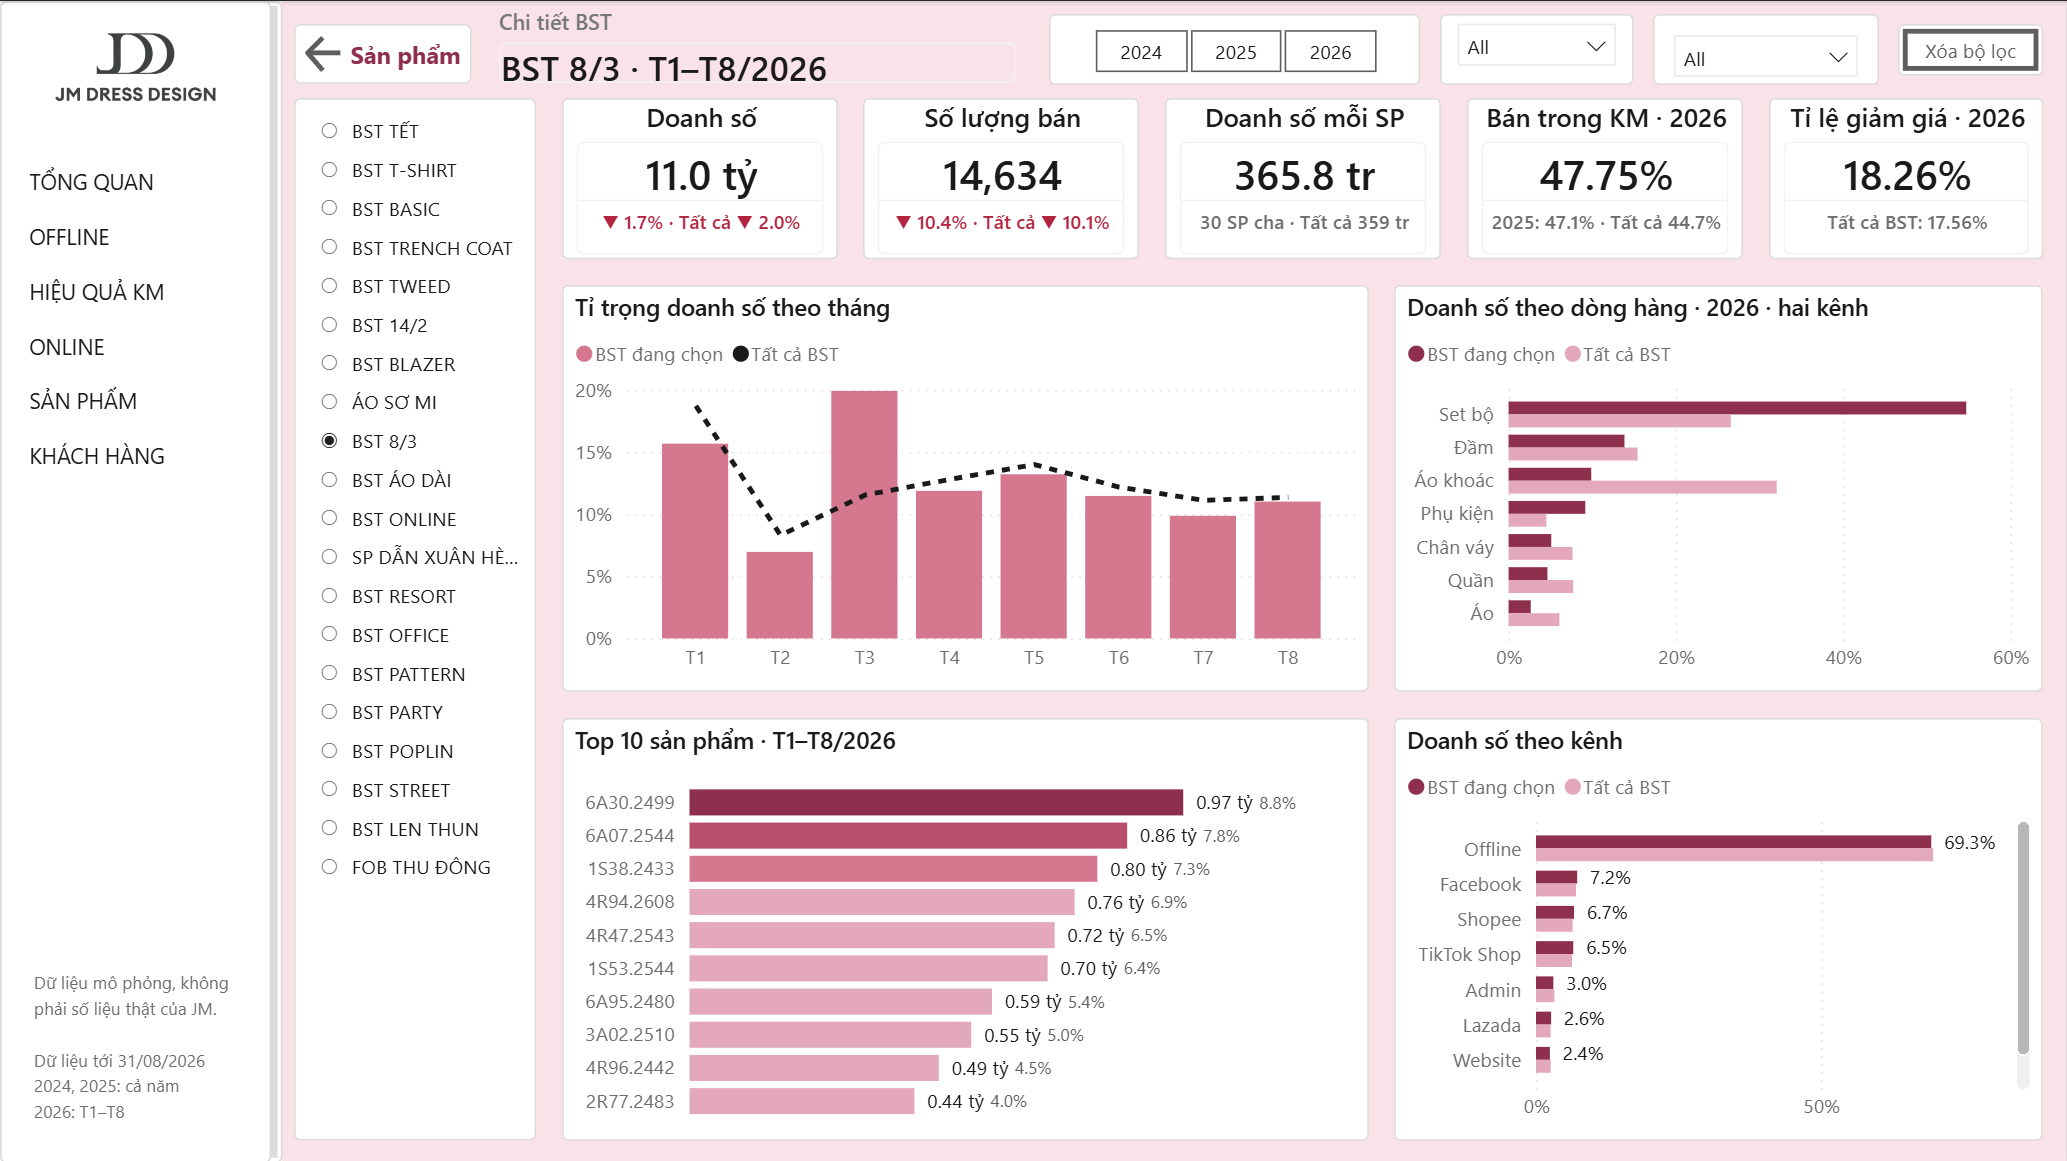 JDD
JM DRESS DESIGN
TỔNG QUAN
OFFLINE
HIỆU QUẢ KM
ONLINE
SẢN PHẨM
KHÁCH HÀNG
Dữ liệu mô phỏng, không
phải số liệu thật của JM.
Dữ liệu tới 31/08/2026
2024, 2025: cả năm
2026: T1–T8
Sản phẩm
Chi tiết BST
BST 8/3 · T1–T8/2026
2024
2025
2026
All
All
Xóa bộ lọc
BST TẾT
BST T-SHIRT
BST BASIC
BST TRENCH COAT
BST TWEED
BST 14/2
BST BLAZER
ÁO SƠ MI
BST 8/3
BST ÁO DÀI
BST ONLINE
SP DẪN XUÂN HÈ...
BST RESORT
BST OFFICE
BST PATTERN
BST PARTY
BST POPLIN
BST STREET
BST LEN THUN
FOB THU ĐÔNG
Doanh số
11.0 tỷ
▼ 1.7% · Tất cả ▼ 2.0%
Số lượng bán
14,634
▼ 10.4% · Tất cả ▼ 10.1%
Doanh số mỗi SP
365.8 tr
30 SP cha · Tất cả 359 tr
Bán trong KM · 2026
47.75%
2025: 47.1% · Tất cả 44.7%
Tỉ lệ giảm giá · 2026
18.26%
Tất cả BST: 17.56%
Tỉ trọng doanh số theo tháng
BST đang chọn
Tất cả BST
20%
15%
10%
5%
0%
T1
T2
T3
T4
T5
T6
T7
T8
Doanh số theo dòng hàng · 2026 · hai kênh
BST đang chọn
Tất cả BST
Set bộ
Đầm
Áo khoác
Phụ kiện
Chân váy
Quần
Áo
0%
20%
40%
60%
Top 10 sản phẩm · T1–T8/2026
6A30.2499 0.97 tỷ 8.8%
6A07.2544 0.86 tỷ 7.8%
1S38.2433 0.80 tỷ 7.3%
4R94.2608 0.76 tỷ 6.9%
4R47.2543 0.72 tỷ 6.5%
1S53.2544 0.70 tỷ 6.4%
6A95.2480 0.59 tỷ 5.4%
3A02.2510 0.55 tỷ 5.0%
4R96.2442 0.49 tỷ 4.5%
2R77.2483 0.44 tỷ 4.0%
Doanh số theo kênh
BST đang chọn
Tất cả BST
Offline 69.3%
Facebook 7.2%
Shopee 6.7%
TikTok Shop 6.5%
Admin 3.0%
Lazada 2.6%
Website 2.4%
0%
50%